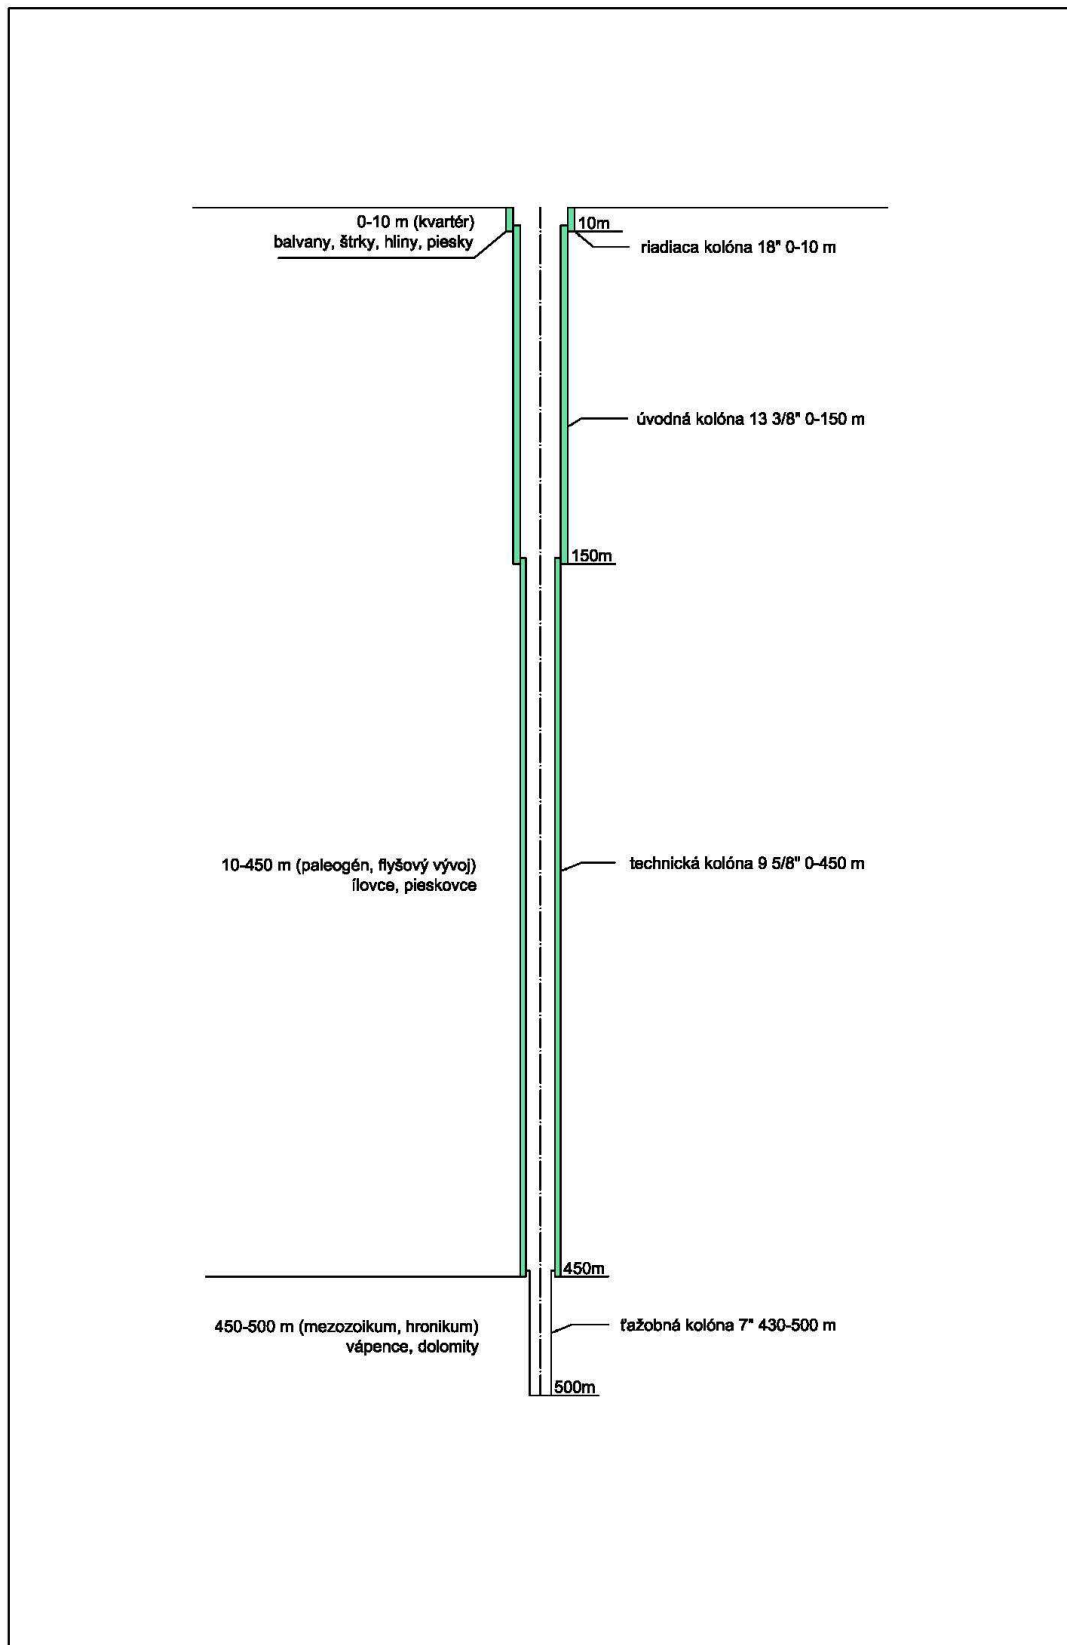 0-10 m (kvartér)
balvany, štrky, hliny, piesky
10m
riadiaca kolóna 18" 0-10 m
úvodná kolóna 13 3/8" 0-150 m
150m
10-450 m (paleogén, flyšový vývoj)
ílovce, pieskovce
technická kolóna 9 5/8" 0-450 m
450m
450-500 m (mezozoikum, hronikum)
vápence, dolomity
ťažobná kolóna 7" 430-500 m
500m